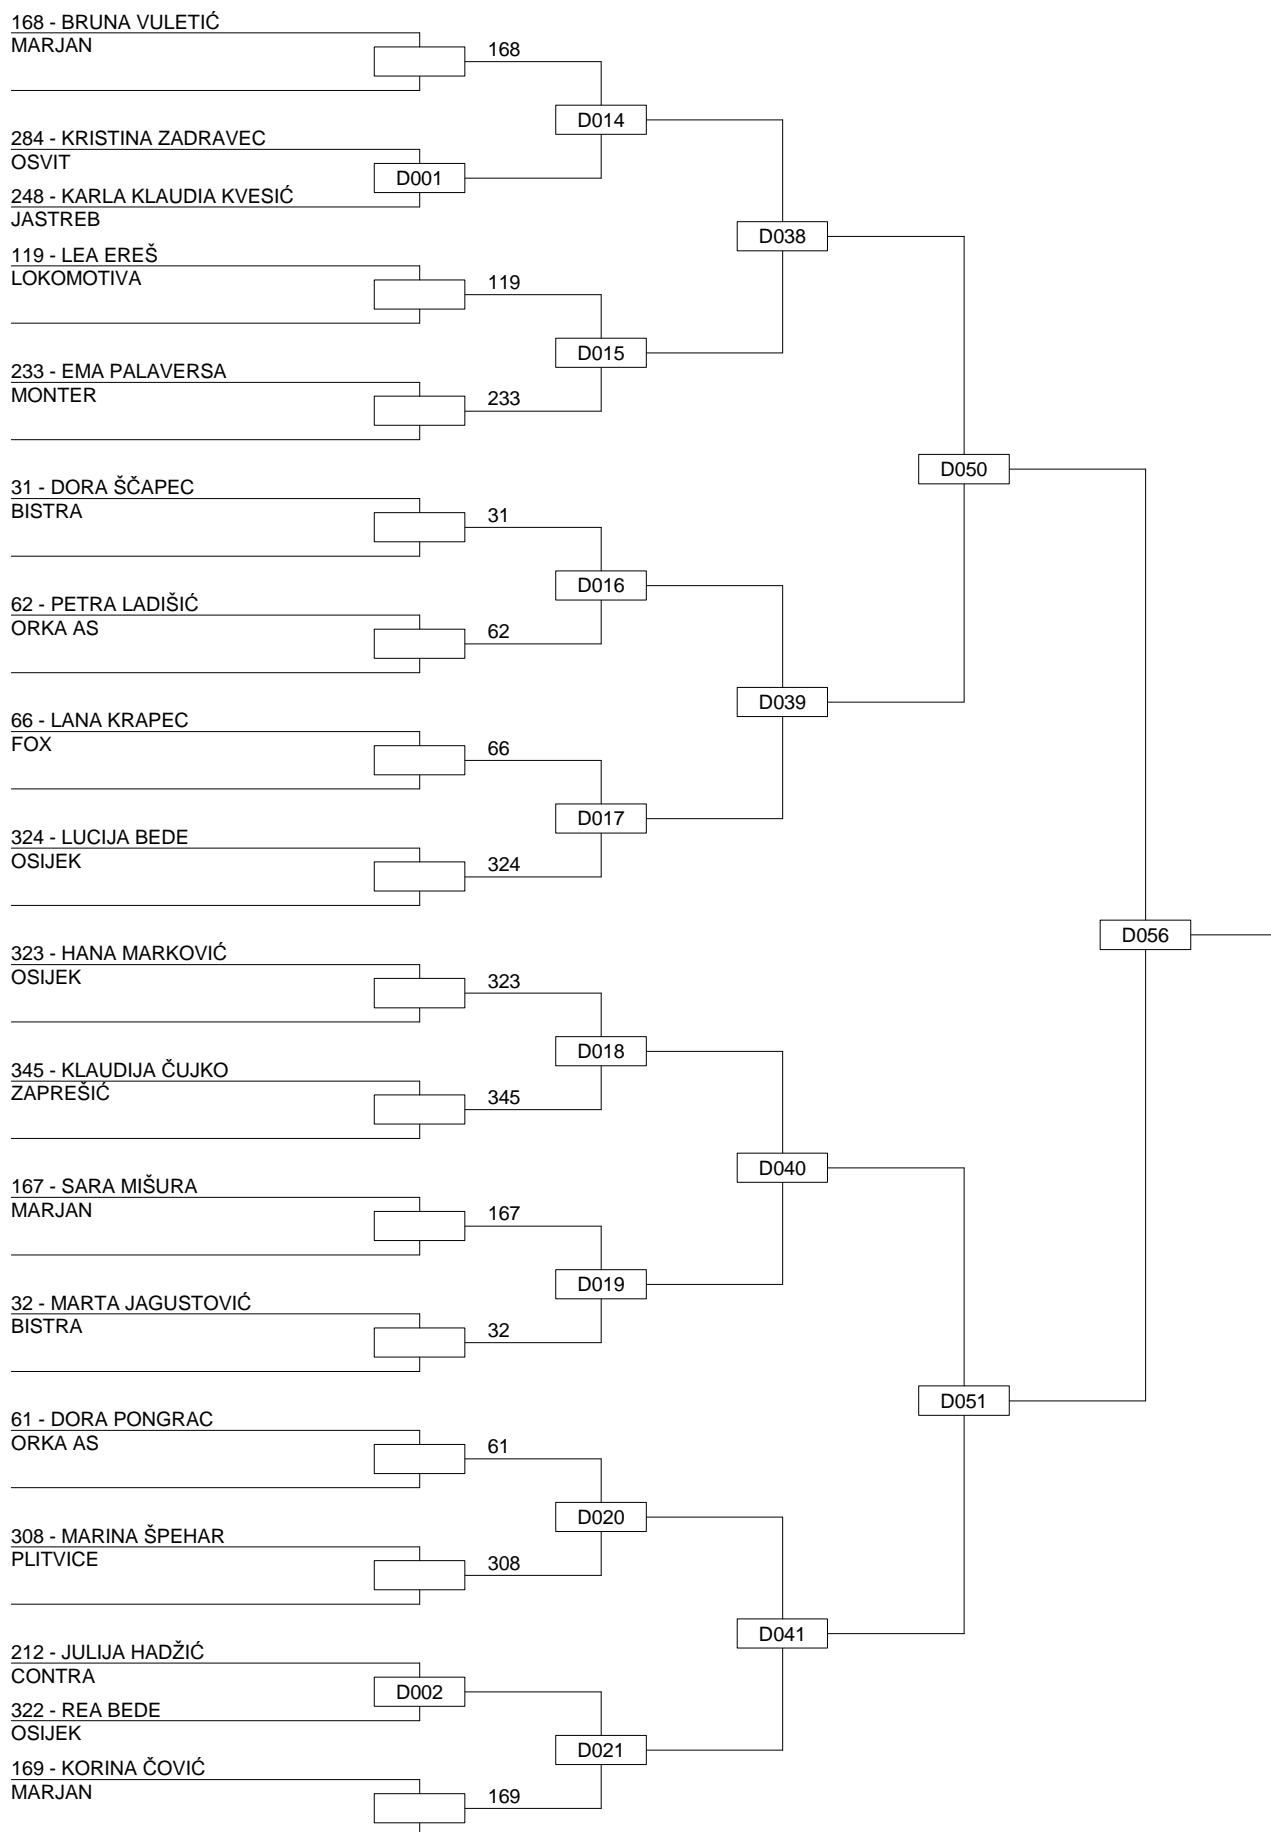 168 - BRUNA VULETIĆ
MARJAN
168
D014
284 - KRISTINA ZADRAVEC
OSVIT
D001
248 - KARLA KLAUDIA KVESIĆ
JASTREB
D038
119 - LEA EREŠ
LOKOMOTIVA
119
D015
233 - EMA PALAVERSA
MONTER
233
D050
31 - DORA ŠČAPEC
BISTRA
31
D016
62 - PETRA LADIŠIĆ
ORKA AS
62
D039
66 - LANA KRAPEC
FOX
66
D017
324 - LUCIJA BEDE
OSIJEK
324
D056
323 - HANA MARKOVIĆ
OSIJEK
323
D018
345 - KLAUDIJA ČUJKO
ZAPREŠIĆ
345
D040
167 - SARA MIŠURA
MARJAN
167
D019
32 - MARTA JAGUSTOVIĆ
BISTRA
32
D051
61 - DORA PONGRAC
ORKA AS
61
D020
308 - MARINA ŠPEHAR
PLITVICE
308
D041
212 - JULIJA HADŽIĆ
CONTRA
D002
322 - REA BEDE
OSIJEK
D021
169 - KORINA ČOVIĆ
MARJAN
169